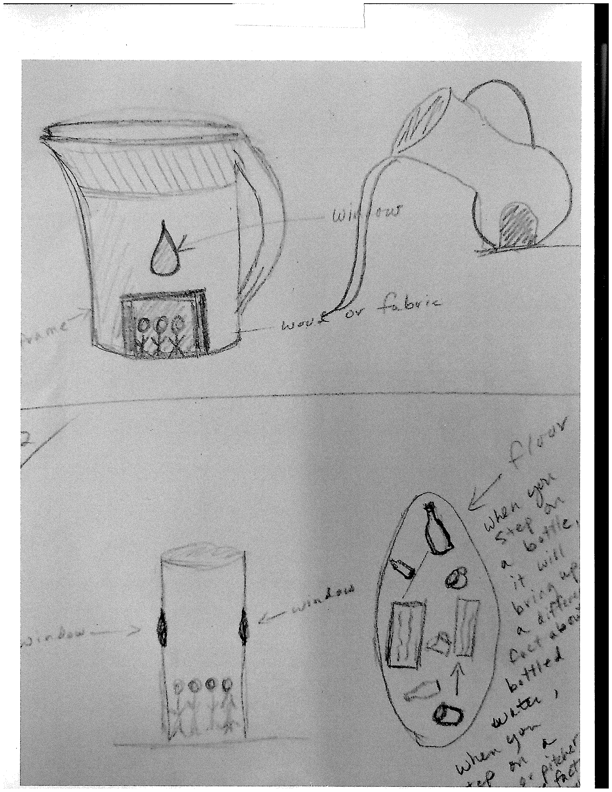 window
frame
wood or fabric
2
floor
window
window
when you
step on
a bottle,
it will
bring up
a different
fact about
bottled
water,
when you
step on a
or pitcher
fact